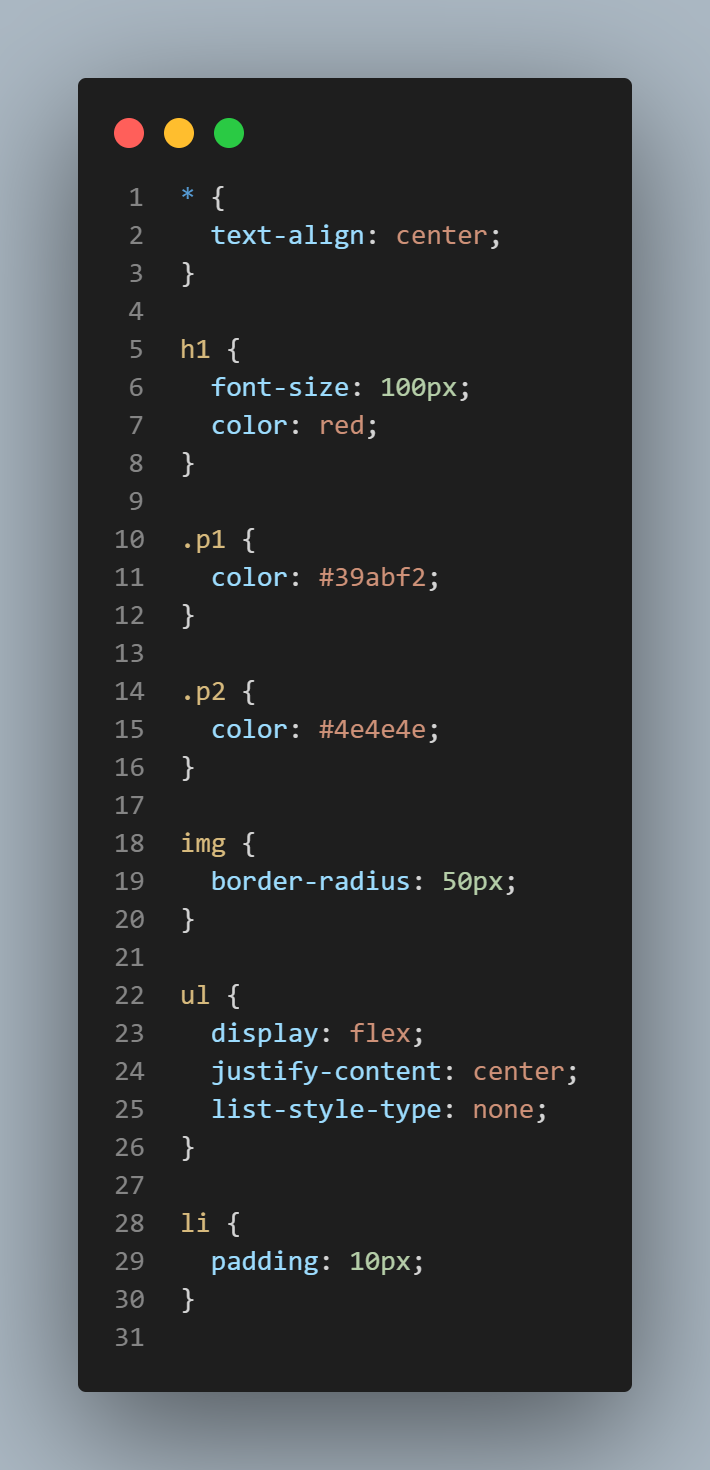 1 * {
2   text-align: center;
3 }
4
5 h1 {
6   font-size: 100px;
7   color: red;
8 }
9
10 .p1 {
11   color: #39abf2;
12 }
13
14 .p2 {
15   color: #4e4e4e;
16 }
17
18 img {
19   border-radius: 50px;
20 }
21
22 ul {
23   display: flex;
24   justify-content: center;
25   list-style-type: none;
26 }
27
28 li {
29   padding: 10px;
30 }
31